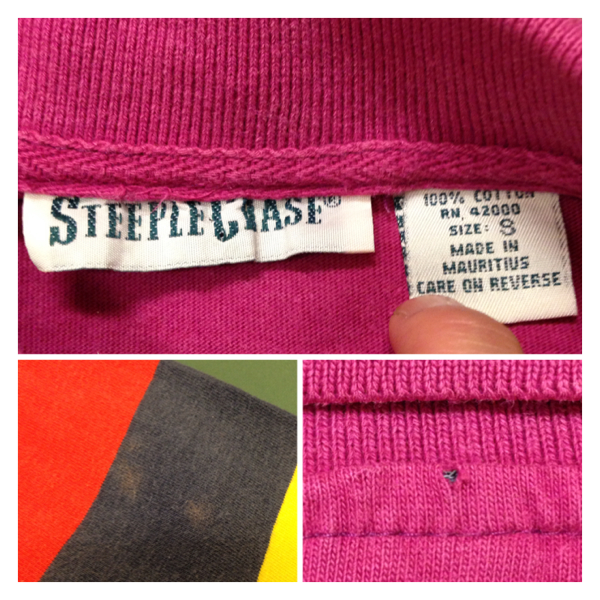 STEEPLECHASE®
100% COTTON
RN. 42000
SIZE: S
MADE IN
MAURITIUS
CARE ON REVERSE